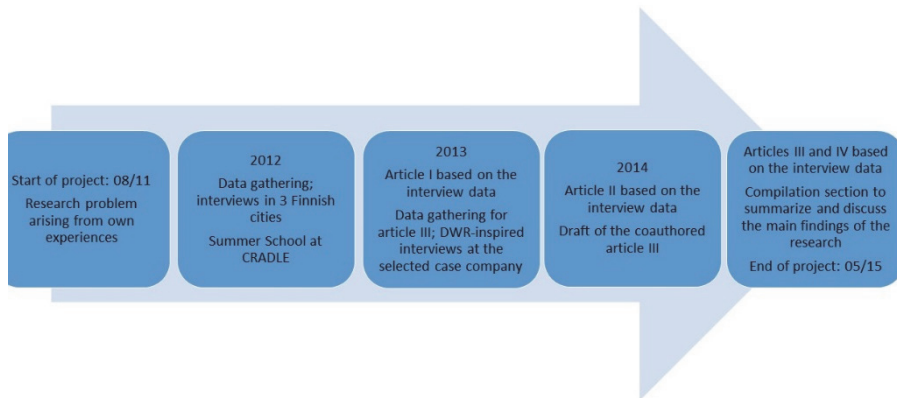 Start of project: 08/11
Research problem
arising from own
experiences
2012
Data gathering;
interviews in 3 Finnish
cities
Summer School at
CRADLE
2013
Article I based on the
interview data
Data gathering for
article III; DWR-inspired
interviews at the
selected case company
2014
Article II based on the
interview data
Draft of the coauthored
article III
Articles III and IV based
on the interview data
Compilation section to
summarize and discuss
the main findings of the
research
End of project: 05/15